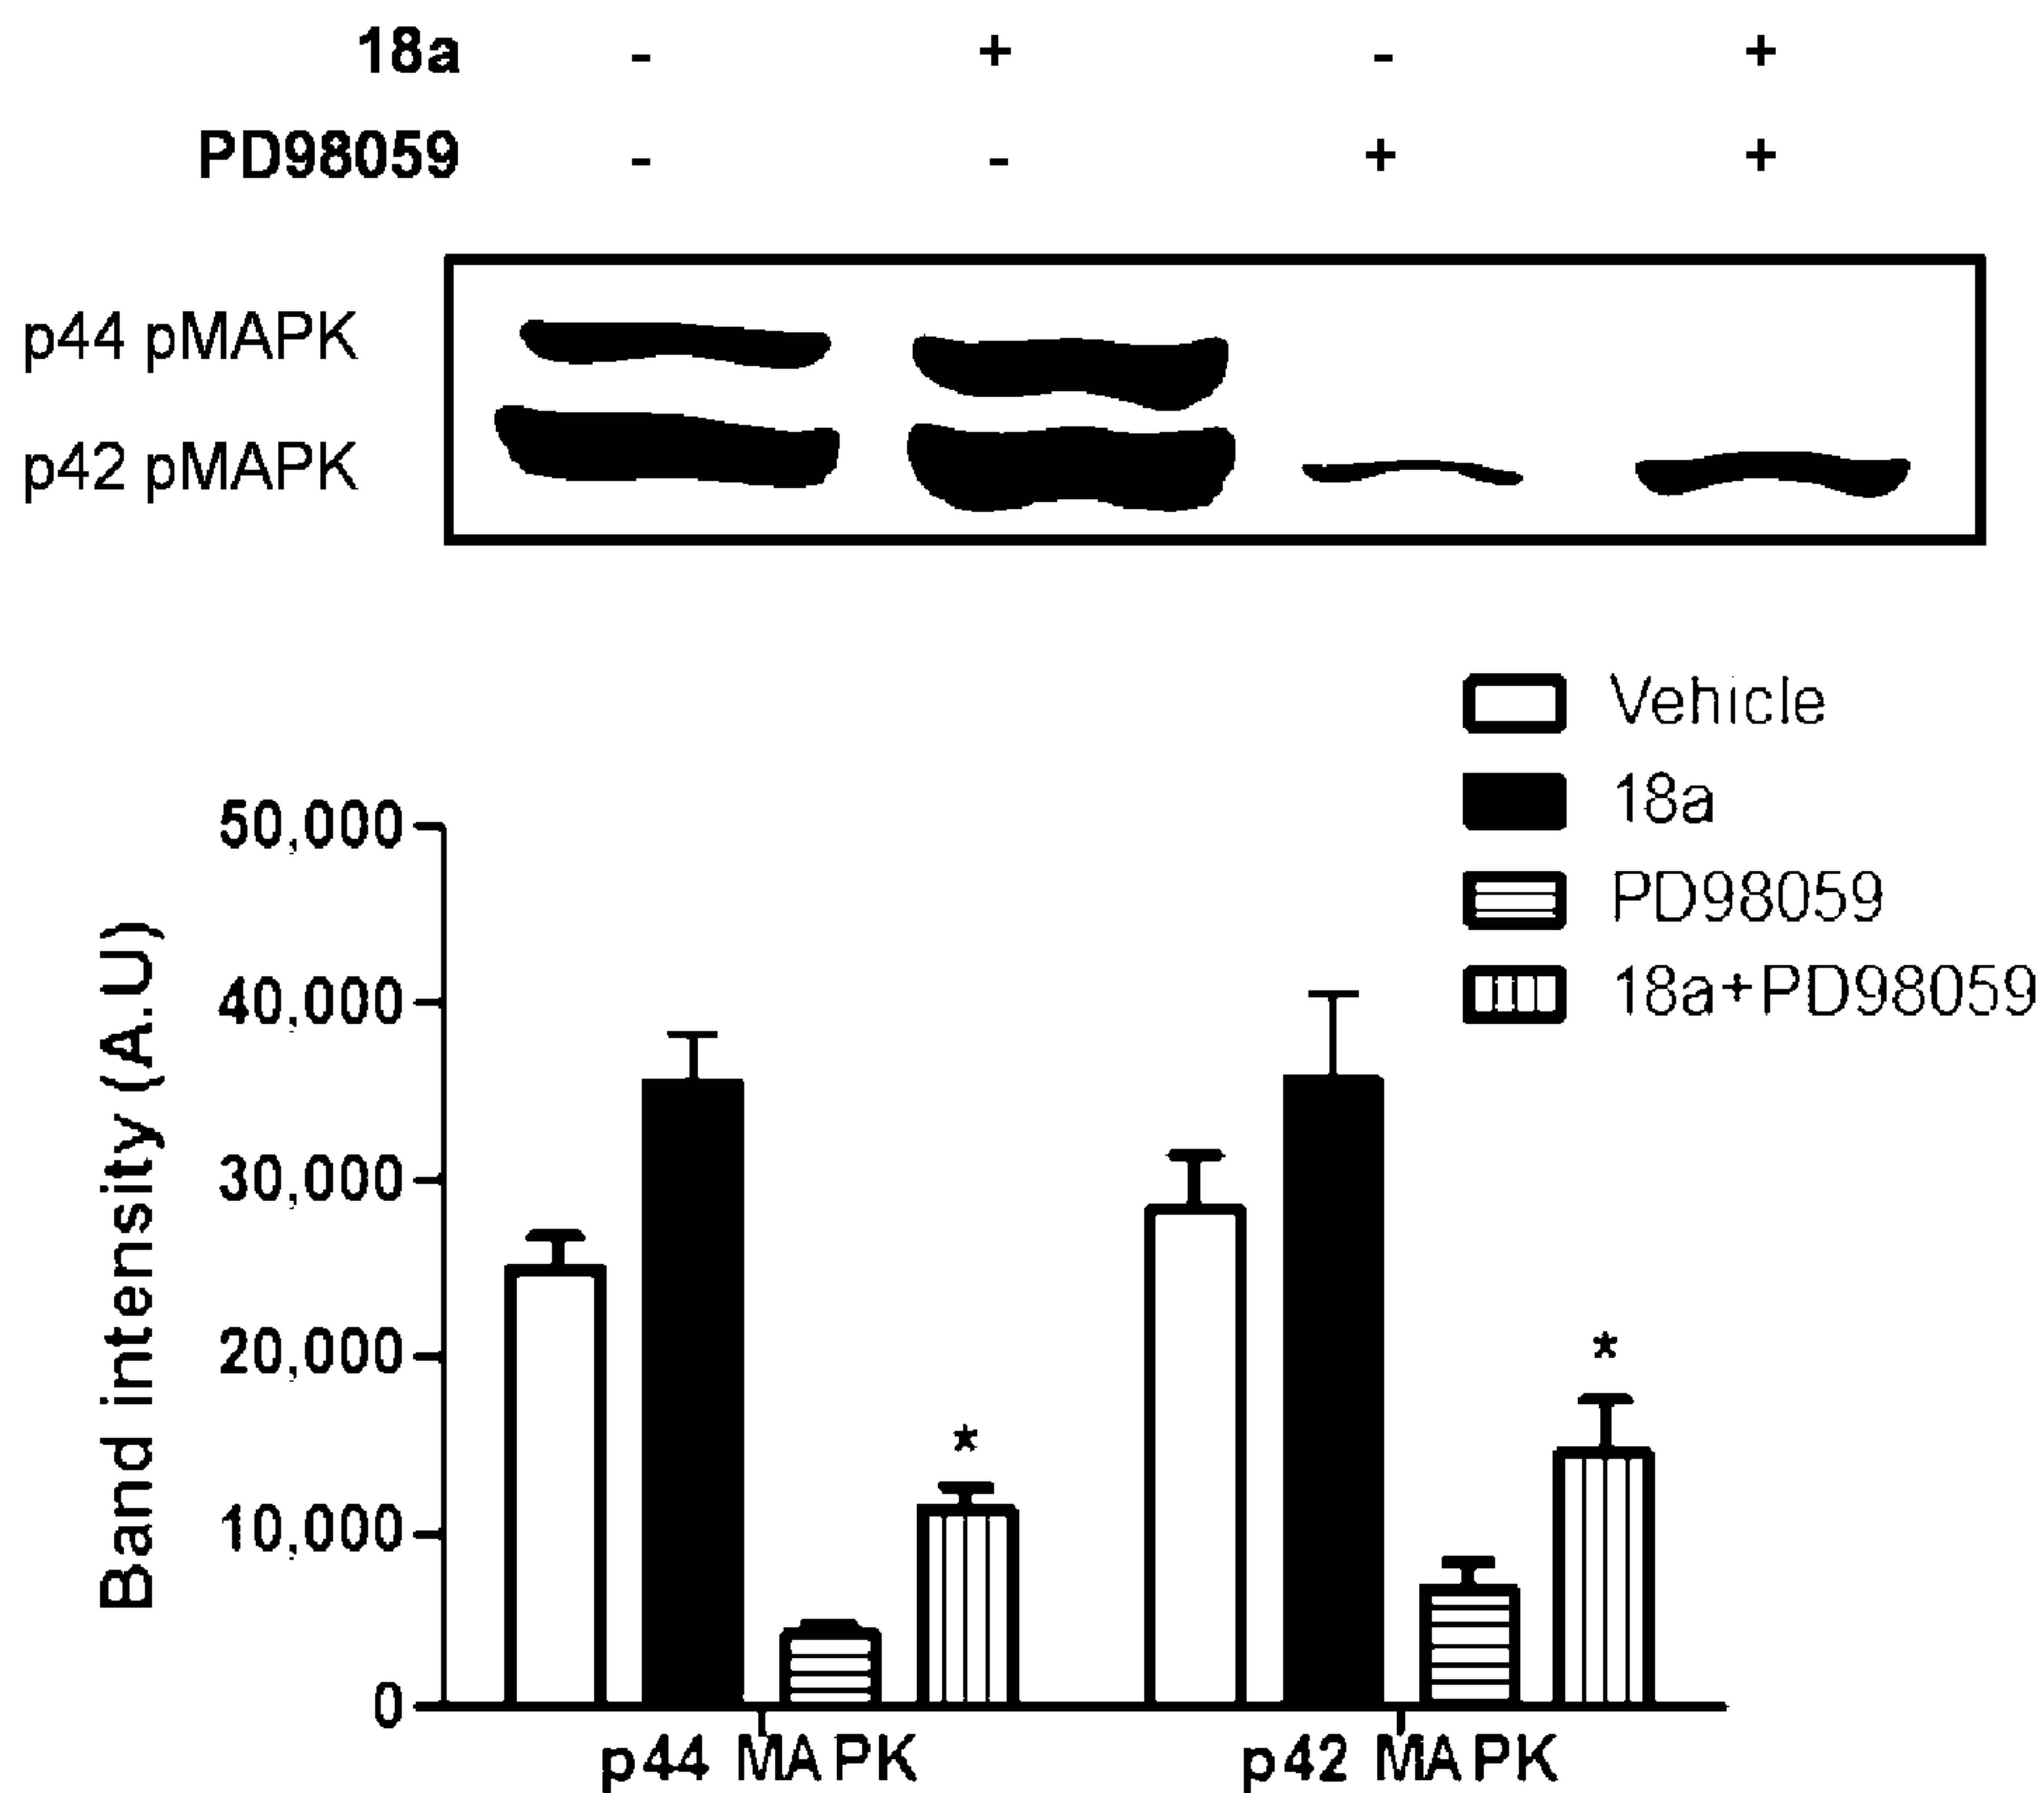 18a - + - +
PD98059 - - + +
p44 pMAPK
p42 pMAPK
Vehicle
18a
PD98059
18a+PD98059
Band intensity (A.U)
50,000
40,000
30,000
20,000
10,000
0
*
*
p44 MAPK p42 MAPK